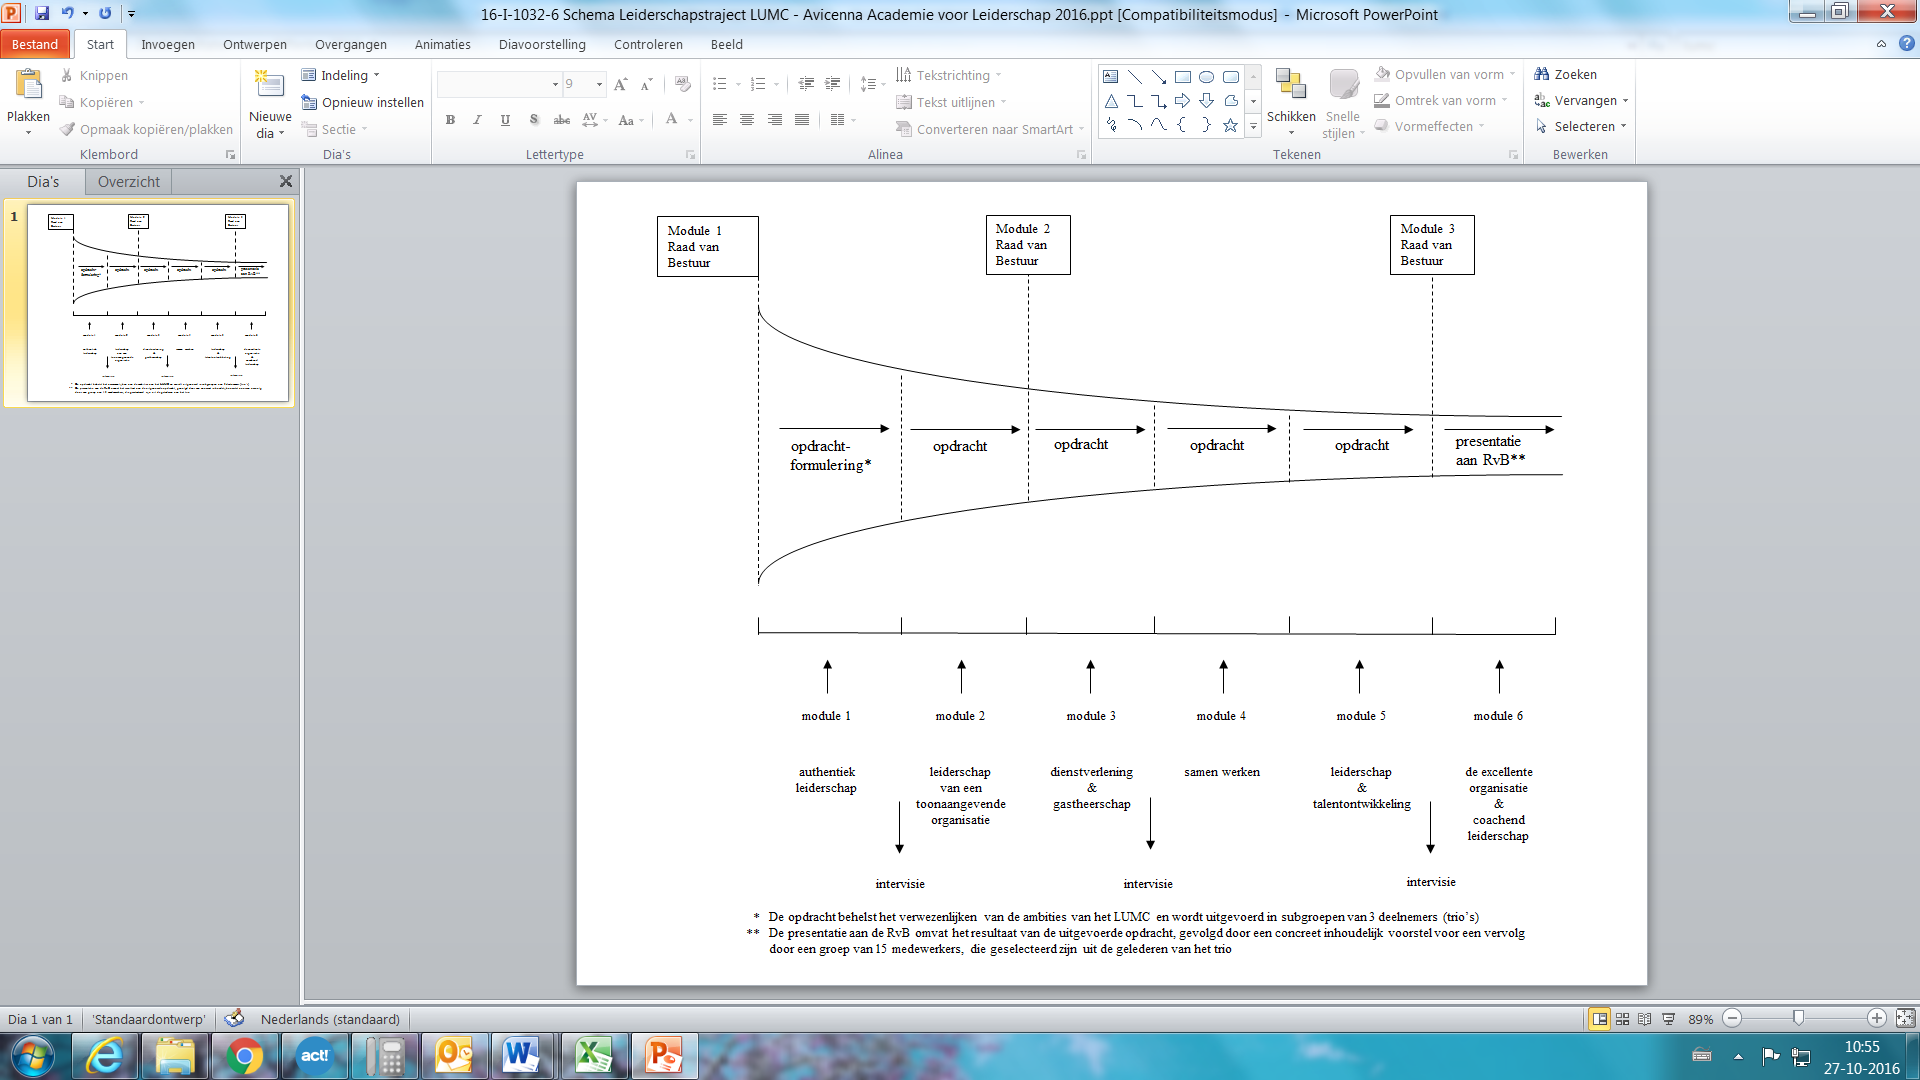 16-I-1032-6 Schema Leiderschapstraject LUMC - Avicenna Academie voor Leiderschap 2016.ppt [Compatibiliteitsmodus] - Microsoft PowerPoint
Bestand Start Invoegen Ontwerpen Overgangen Animaties Diavoorstelling Controleren Beeld
Plakken
Knippen
Kopiëren
Opmaak kopiëren/plakken
Klembord
Nieuwe
dia
Indeling
Opnieuw instellen
Sectie
Dia's
9
Lettertype
Tekstrichting
Tekst uitlijnen
Converteren naar SmartArt
Alinea
Schikken
Snelle
stijlen
Opvullen van vorm
Omtrek van vorm
Vormeffecten
Tekenen
Zoeken
Vervangen
Selecteren
Bewerken
Dia's Overzicht
1
Module 1
Raad van
Bestuur
Module 2
Raad van
Bestuur
Module 3
Raad van
Bestuur
opdracht-
formulering*
opdracht
opdracht
opdracht
opdracht
presentatie
aan RvB**
module 1 module 2 module 3 module 4 module 5 module 6
authentiek
leiderschap
leiderschap
van een
toonaangevende
organisatie
dienstverlening
&
gastheerschap
samen werken
leiderschap
&
talentontwikkeling
de excellente
organisatie
&
coachend
leiderschap
intervisie intervisie intervisie
* De opdracht behelst het verwezenlijken van de ambities van het LUMC en wordt uitgevoerd in subgroepen van 3 deelnemers (trio's)
** De presentatie aan de RvB omvat het resultaat van de uitgevoerde opdracht, gevolgd door een concreet inhoudelijk voorstel voor een vervolg
door een groep van 15 medewerkers, die geselecteerd zijn uit de gelederen van het trio
Dia 1 van 1 'Standaardontwerp' Nederlands (standaard) 89%
act!
10:55
27-10-2016